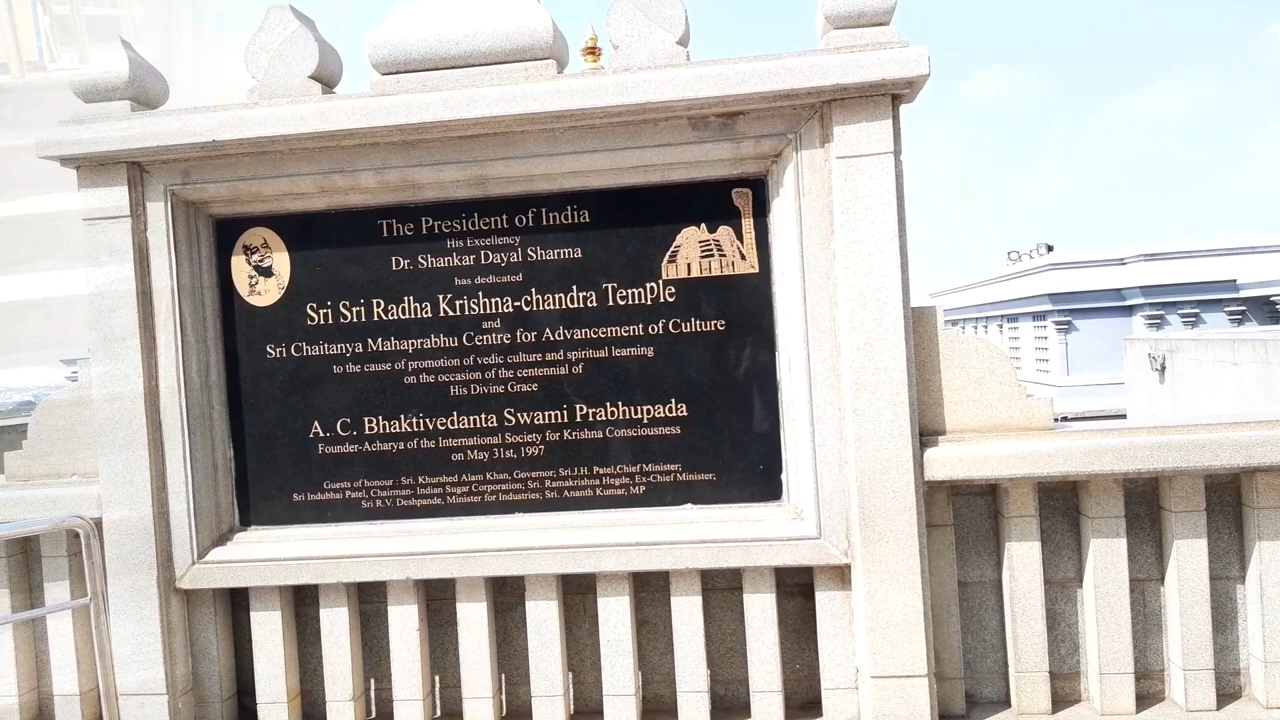 The President of India
His Excellency
Dr. Shankar Dayal Sharma
has dedicated
Sri Sri Radha Krishna-chandra Temple
and
Sri Chaitanya Mahaprabhu Centre for Advancement of Culture
to the cause of promotion of vedic culture and spiritual learning
on the occasion of the centennial of
His Divine Grace
A. C. Bhaktivedanta Swami Prabhupada
Founder-Acharya of the International Society for Krishna Consciousness
on May 31st, 1997
Guests of honour : Sri. Khurshed Alam Khan, Governor; Sri.J.H. Patel,Chief Minister;
Sri Indubhai Patel, Chairman- Indian Sugar Corporation; Sri. Ramakrishna Hegde, Ex-Chief Minister;
Sri R.V. Deshpande, Minister for Industries; Sri. Ananth Kumar, MP